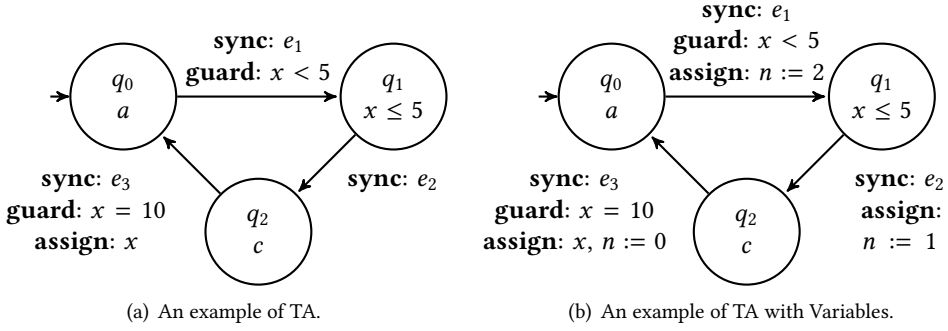 sync: e₁
guard: x < 5
q₀
a
q₁
x ≤ 5
sync: e₃
guard: x = 10
assign: x
sync: e₂
q₂
c
(a) An example of TA.
sync: e₁
guard: x < 5
assign: n := 2
q₀
a
q₁
x ≤ 5
sync: e₃
guard: x = 10
assign: x, n := 0
sync: e₂
assign:
n := 1
q₂
c
(b) An example of TA with Variables.